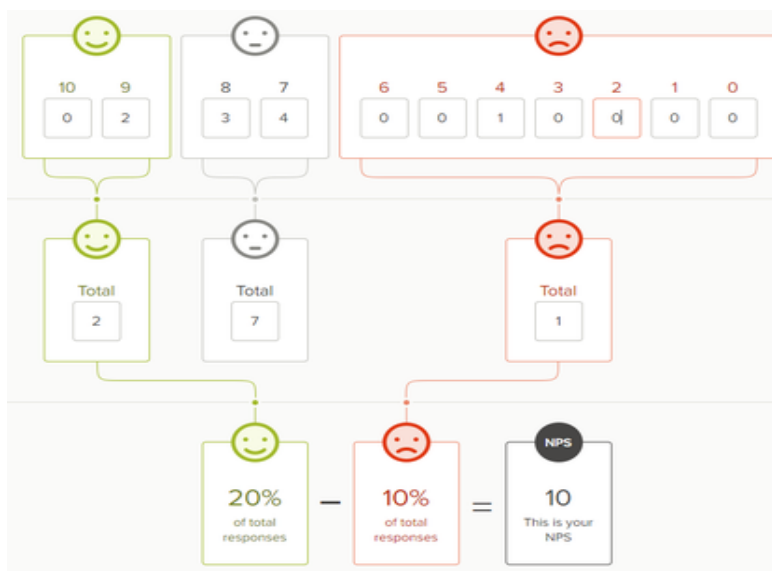 10 9 8 7 6 5 4 3 2 1 0
0 2 3 4 0 0 1 0 0 0 0
Total Total Total
2 7 1
NPS
20% − 10% = 10
of total of total This is your
responses responses NPS